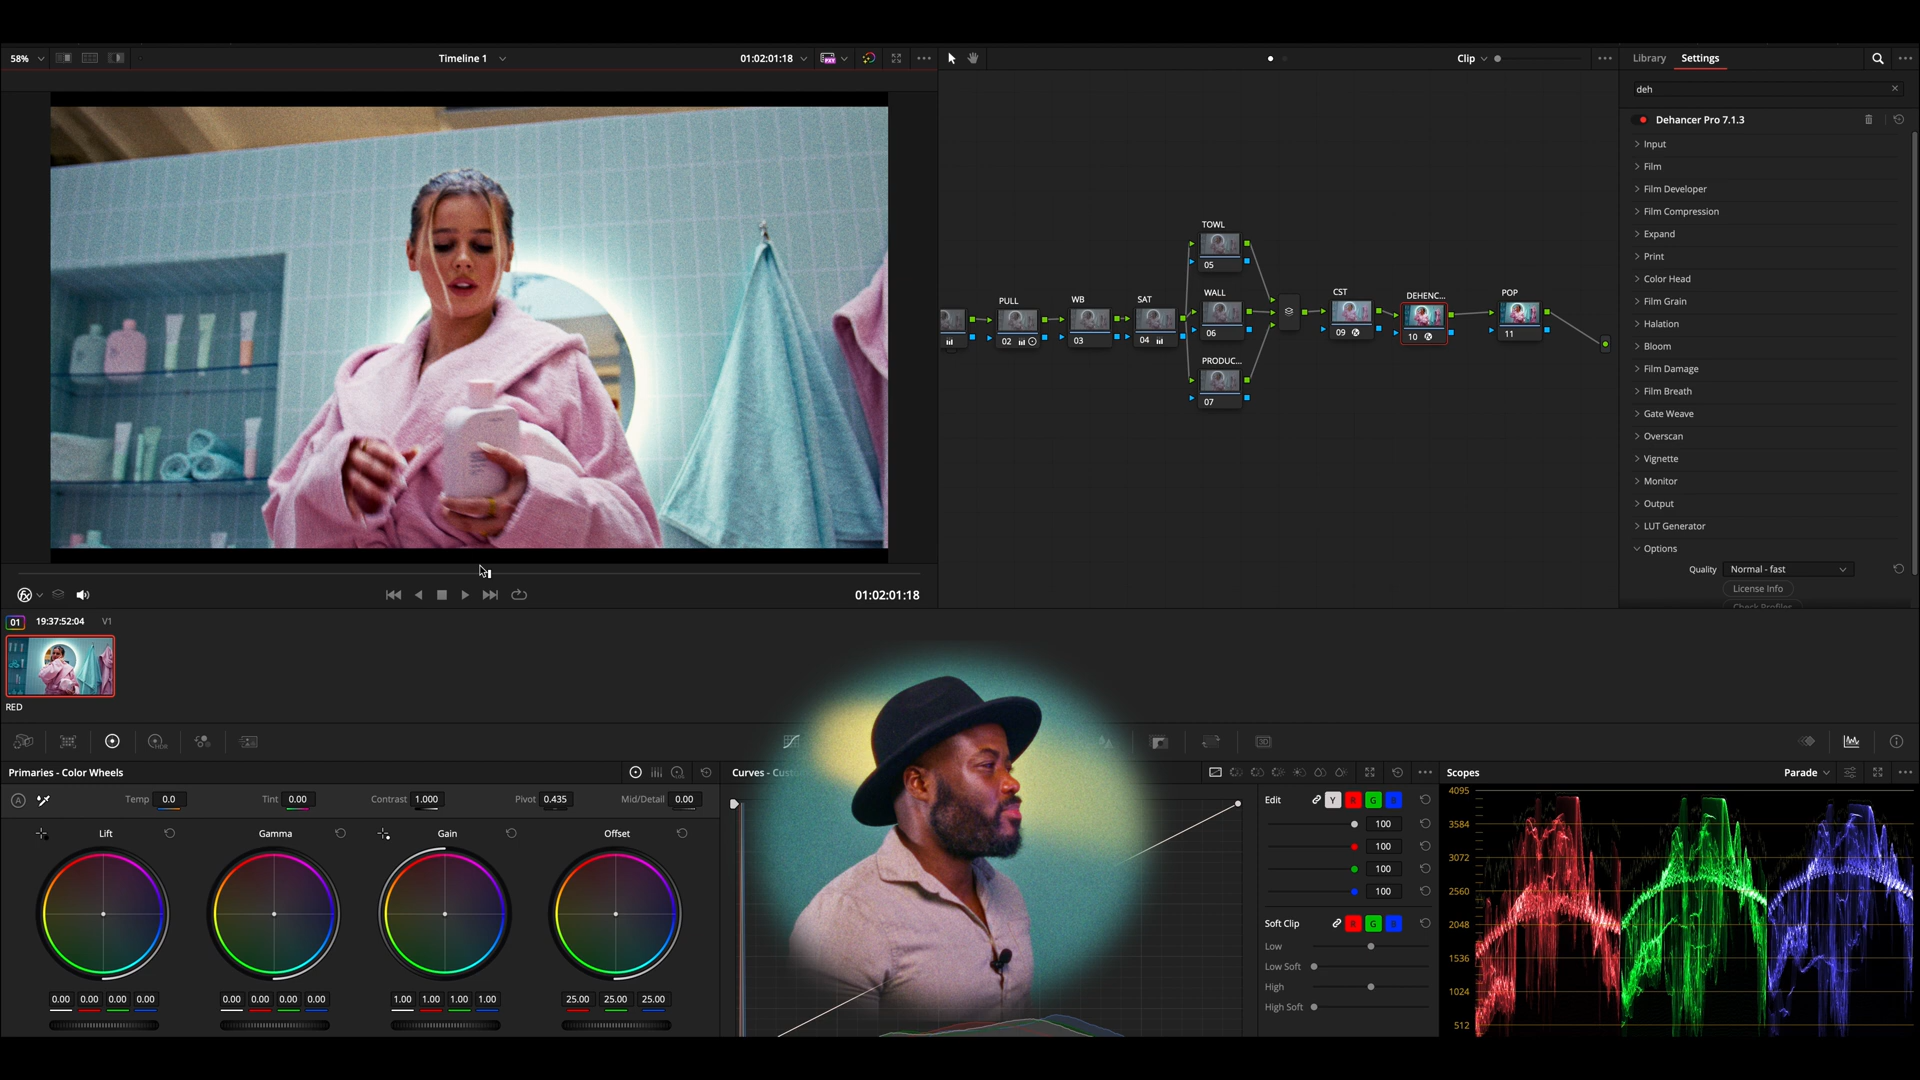 58%
Timeline 1
01:02:01:18
PXY
Clip
Library
Settings
deh
Dehancer Pro 7.1.3
Input
Film
Film Developer
Film Compression
Expand
Print
Color Head
Film Grain
Halation
Bloom
Film Damage
Film Breath
Gate Weave
Overscan
Vignette
Monitor
Output
LUT Generator
Options
Quality
Normal - fast
License Info
Check Profiles
TOWL
05
PULL
02
WB
03
SAT
04
WALL
06
PRODUC...
07
CST
09
DEHENC...
10
POP
11
01:02:01:18
01
19:37:52:04
V1
RED
HDR
3D
Primaries - Color Wheels
Temp
0.0
Tint
0.00
Contrast
1.000
Pivot
0.435
Mid/Detail
0.00
A
Lift
Gamma
Gain
Offset
0.00 0.00 0.00 0.00
0.00 0.00 0.00 0.00
1.00 1.00 1.00 1.00
25.00 25.00 25.00
Curves - Cust
LOG
Edit
Y R G B
100
100
100
100
Soft Clip
R G B
Low
Low Soft
High
High Soft
Scopes
Parade
4095
3584
3072
2560
2048
1536
1024
512